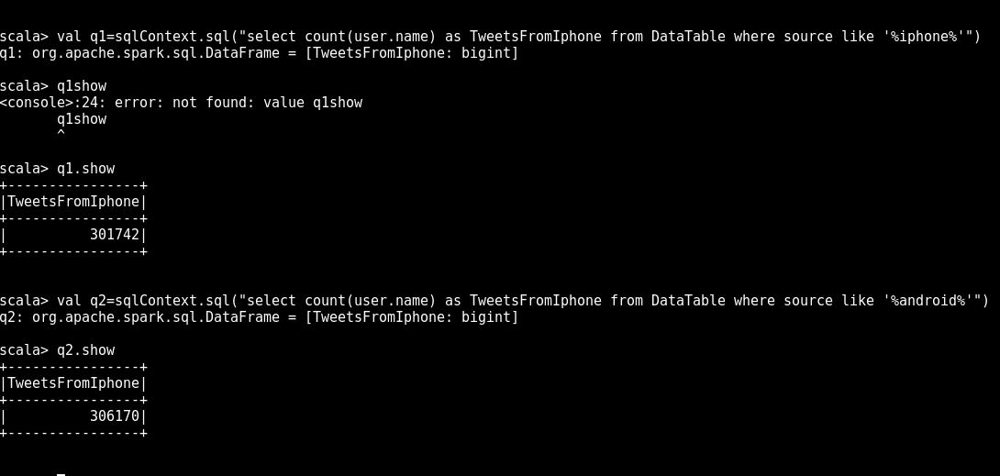 scala> val q1=sqlContext.sql("select count(user.name) as TweetsFromIphone from DataTable where source like '%iphone%'")
q1: org.apache.spark.sql.DataFrame = [TweetsFromIphone: bigint]
scala> q1show
<console>:24: error: not found: value q1show
       q1show
       ^
scala> q1.show
+----------------+
|TweetsFromIphone|
+----------------+
|          301742|
+----------------+
scala> val q2=sqlContext.sql("select count(user.name) as TweetsFromIphone from DataTable where source like '%android%'")
q2: org.apache.spark.sql.DataFrame = [TweetsFromIphone: bigint]
scala> q2.show
+----------------+
|TweetsFromIphone|
+----------------+
|          306170|
+----------------+